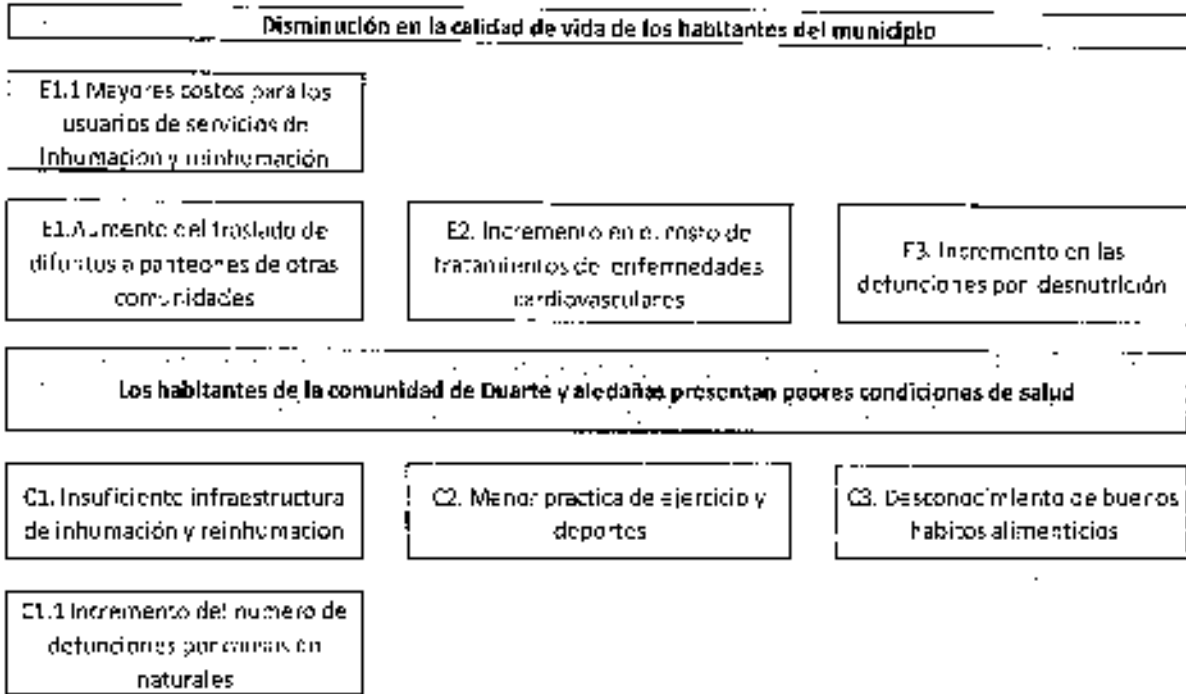 Disminución en la calidad de vida de los habitantes del municipio
E1.1 Mayores costos para los
usuarios de servicios de
inhumacion y reinhumación
E1.Aumento del traslado de
difuntos a panteones de otras
comunidades
E2. Incremento en el costo de
tratamientos de enfermedades
cardiovasculares
E3. Incremento en las
defunciones por desnutrición
Los habitantes de la comunidad de Duarte y aledañas presentan peores condiciones de salud
C1. Insuficiente infraestructura
de inhumación y reinhumacion
C2. Menor practica de ejercicio y
deportes
C3. Desconocimiento de buenos
habitos alimenticios
C1.1 Incremento del numero de
defunciones por causas
naturales